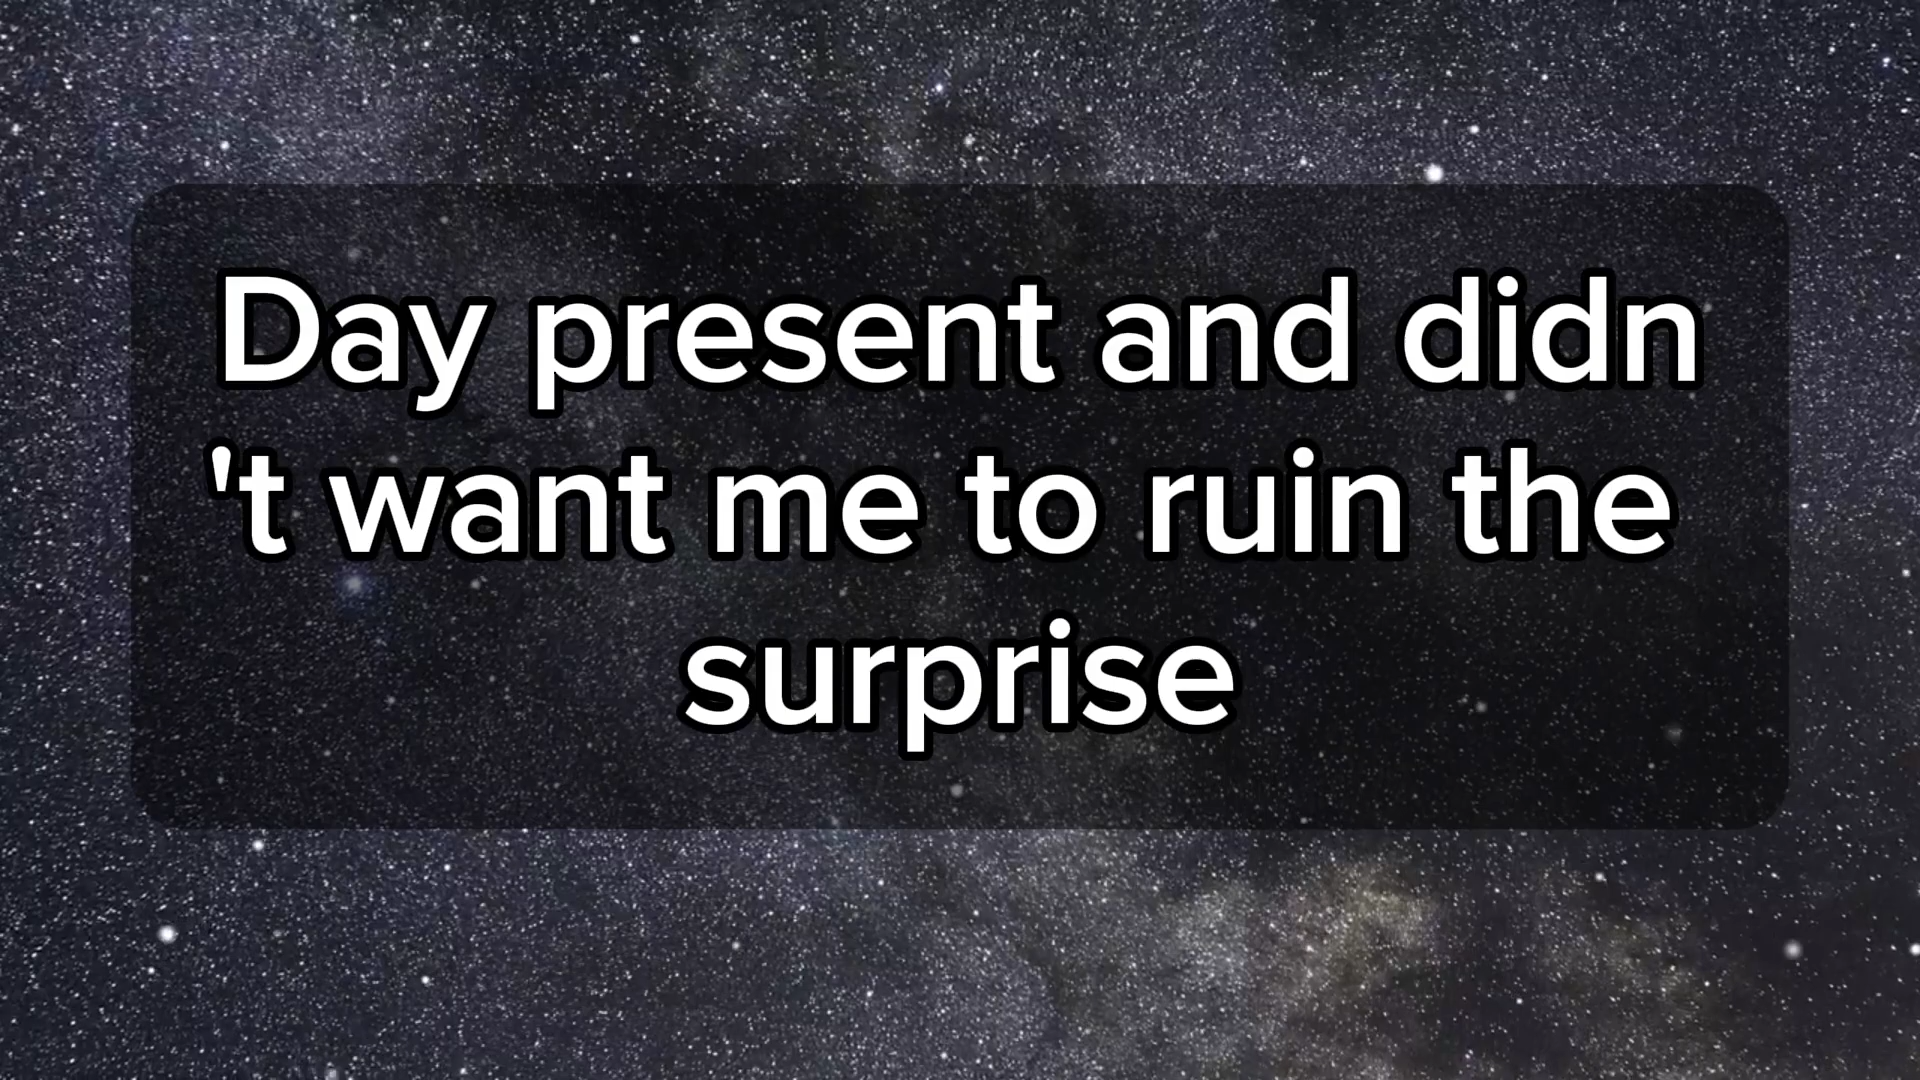 Day present and didn
't want me to ruin the
surprise